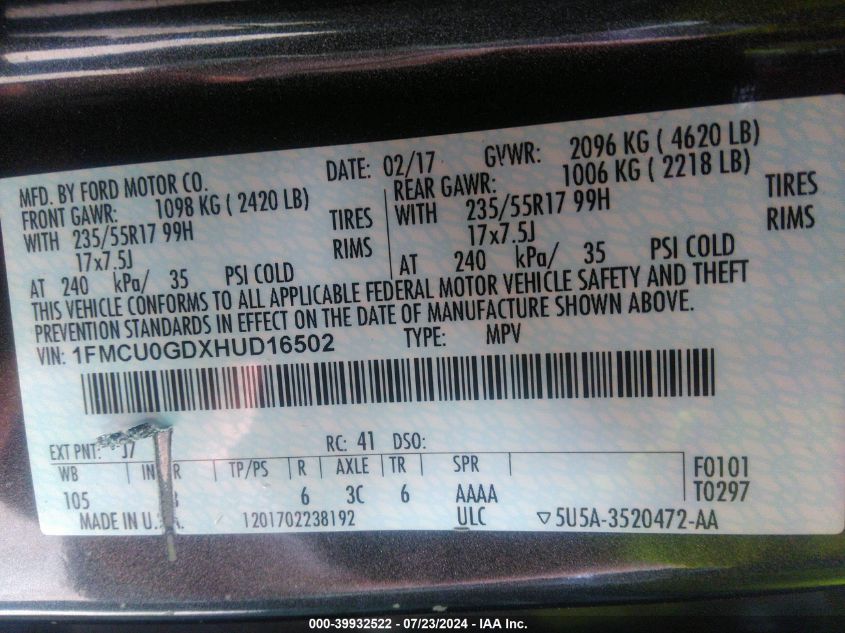 MFD. BY FORD MOTOR CO. DATE: 02/17 GVWR: 2096 KG ( 4620 LB)
FRONT GAWR: 1098 KG ( 2420 LB) REAR GAWR: 1006 KG ( 2218 LB)
WITH 235/55R17 99H TIRES WITH 235/55R17 99H TIRES
17x7.5J RIMS 17x7.5J RIMS
AT 240 kPa/ 35 PSI COLD AT 240 kPa/ 35 PSI COLD
THIS VEHICLE CONFORMS TO ALL APPLICABLE FEDERAL MOTOR VEHICLE SAFETY AND THEFT
PREVENTION STANDARDS IN EFFECT ON THE DATE OF MANUFACTURE SHOWN ABOVE.
VIN: 1FMCU0GDXHUD16502 TYPE: MPV
EXT PNT: J7 RC: 41 DSO:
WB TP/PS R AXLE TR SPR F0101
105 6 3C 6 AAAA T0297
MADE IN 1201702238192 ULC ▽5U5A-3520472-AA
000-39932522 - 07/23/2024 - IAA Inc.